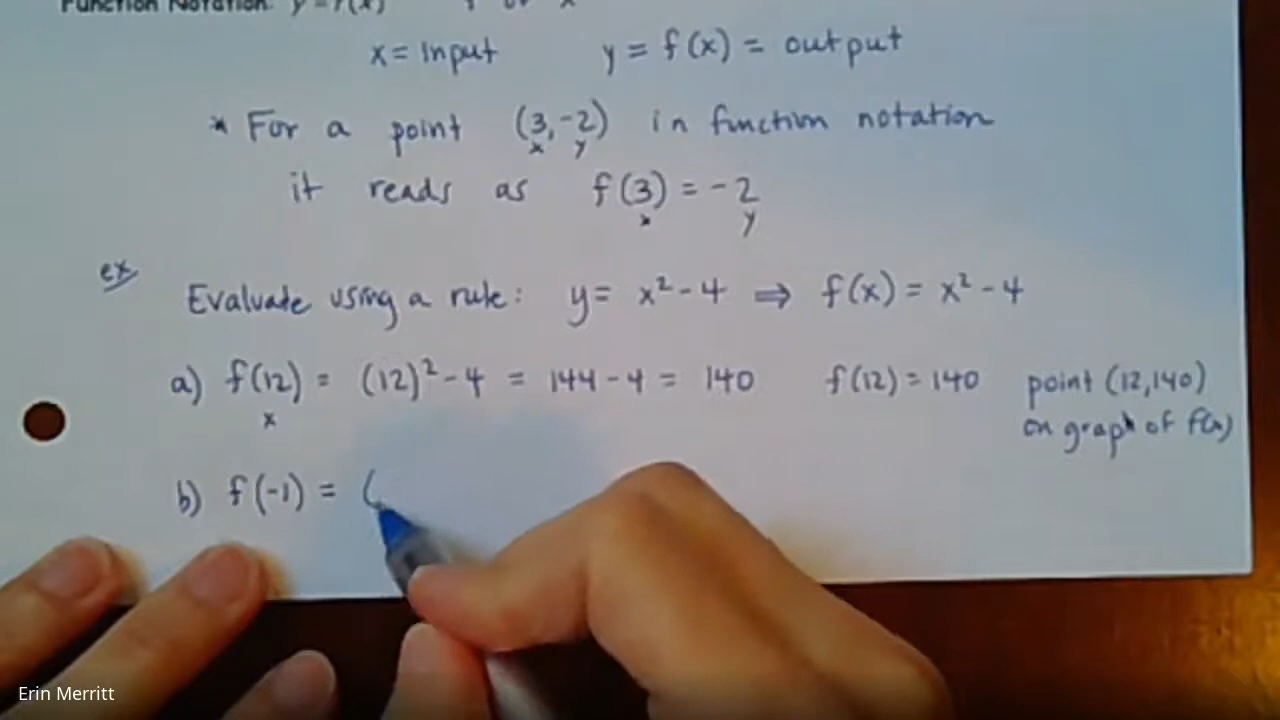 Function Notation: y = f(x)
x = input y = f(x) = output
* For a point (3,-2) in function notation
x y
it reads as f(3) = -2
x y
ex
Evaluate using a rule: y = x² - 4 ⇒ f(x) = x² - 4
a) f(12) = (12)² - 4 = 144 - 4 = 140 f(12) = 140 point (12,140)
x on graph of f(x)
b) f(-1) = (
Erin Merritt